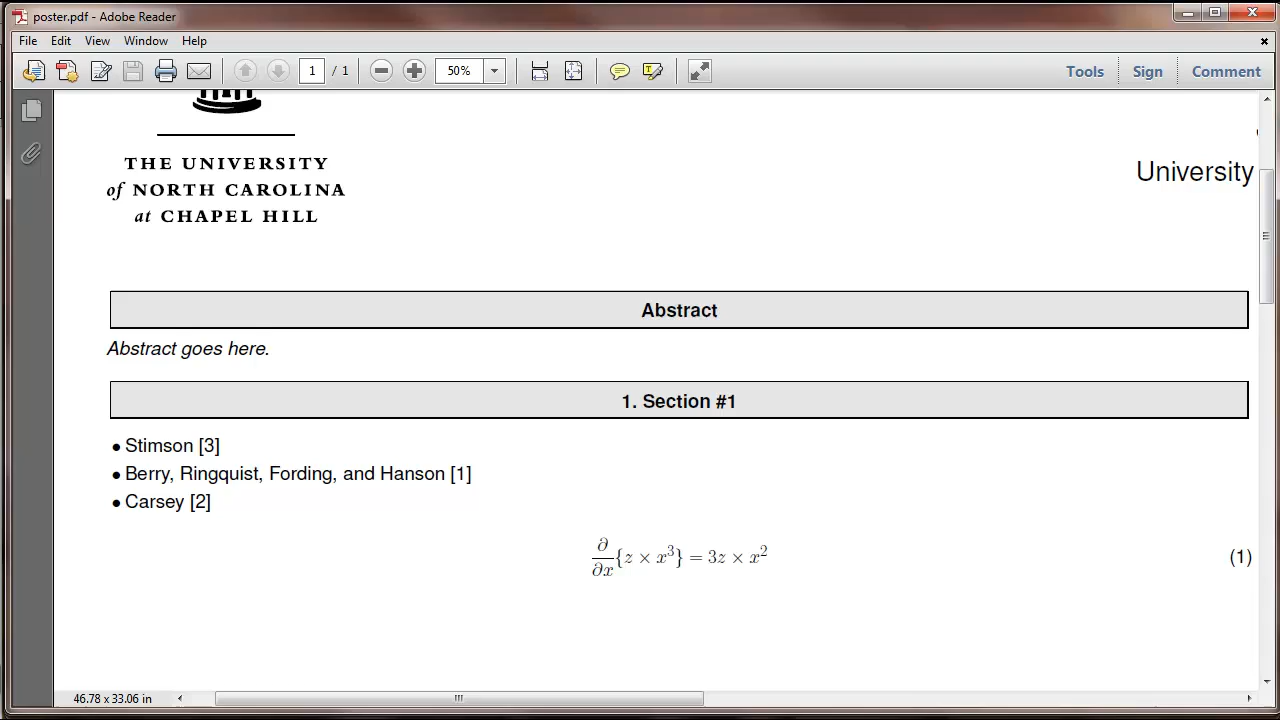 poster.pdf - Adobe Reader
File Edit View Window Help
1 / 1 50% Tools Sign Comment
THE UNIVERSITY
of NORTH CAROLINA
at CHAPEL HILL
University
Abstract
Abstract goes here.
1. Section #1
• Stimson [3]
• Berry, Ringquist, Fording, and Hanson [1]
• Carsey [2]
∂/∂x{z × x³} = 3z × x² (1)
46.78 x 33.06 in